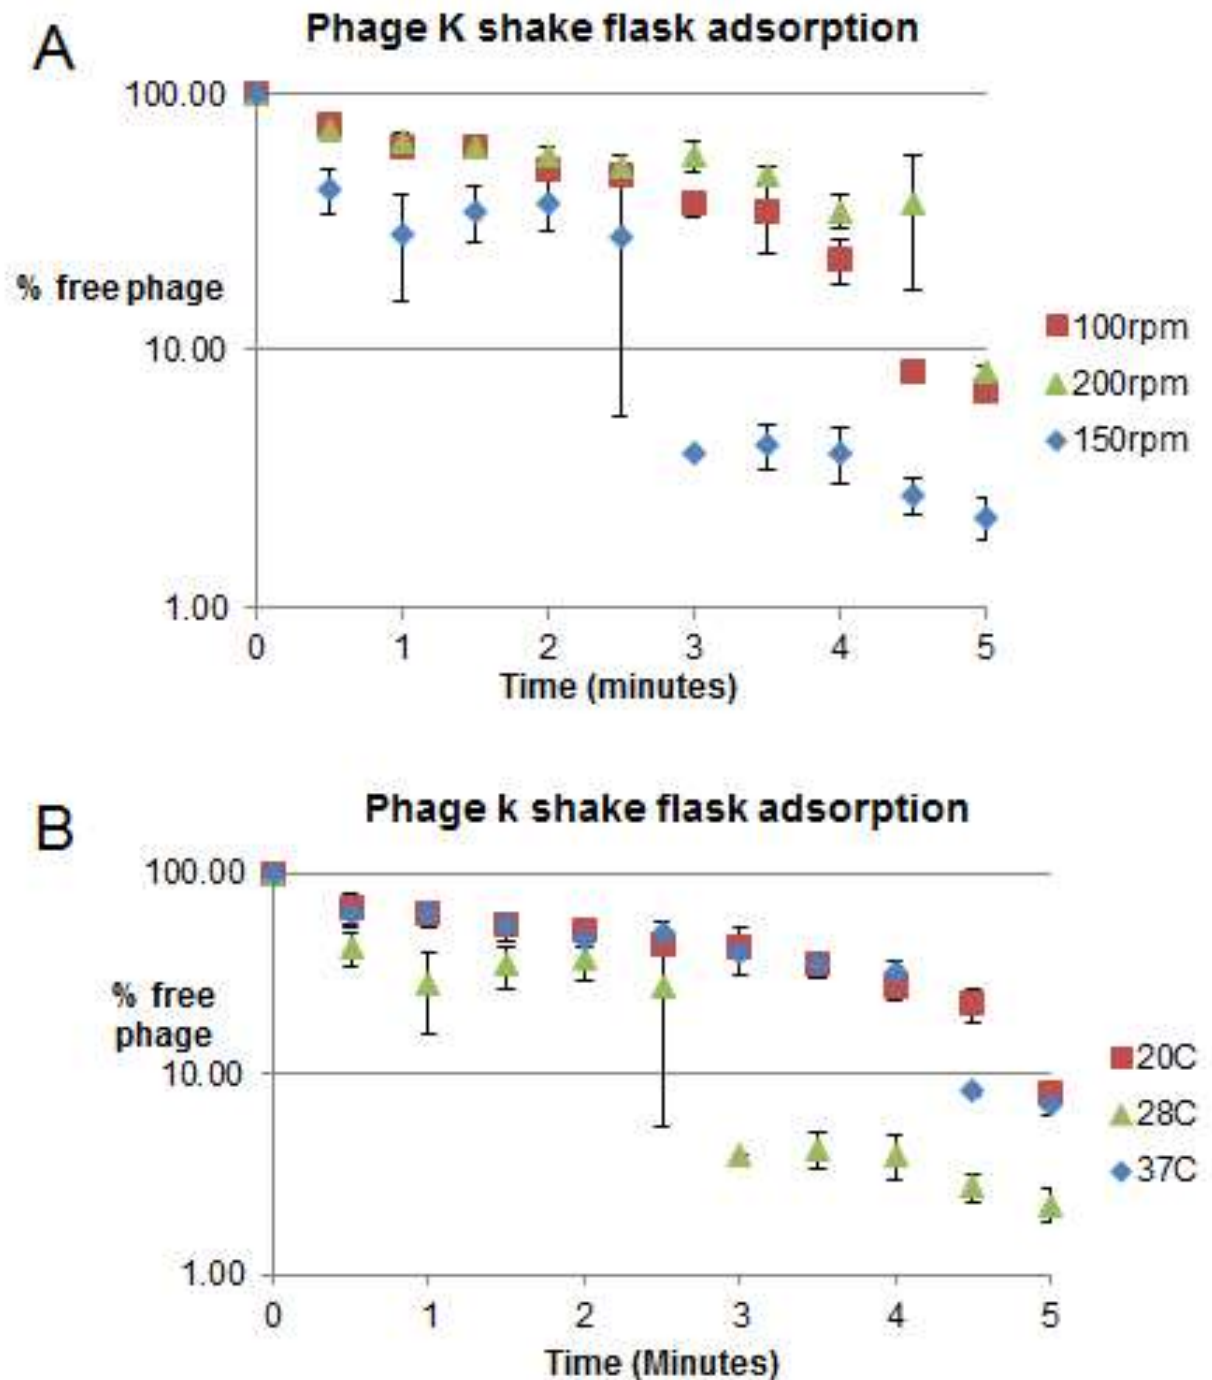 A
Phage K shake flask adsorption
100.00
% free phage
10.00
1.00
0 1 2 3 4 5
Time (minutes)
100rpm
200rpm
150rpm
B
Phage k shake flask adsorption
100.00
% free
phage
10.00
1.00
0 1 2 3 4 5
Time (Minutes)
20C
28C
37C